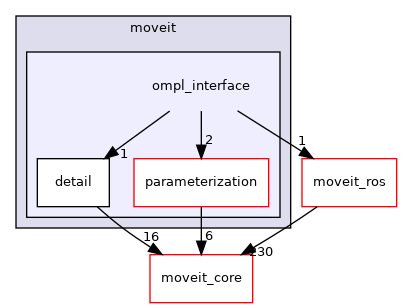 moveit
ompl_interface
1
2
1
detail
parameterization
moveit_ros
16
6
230
moveit_core